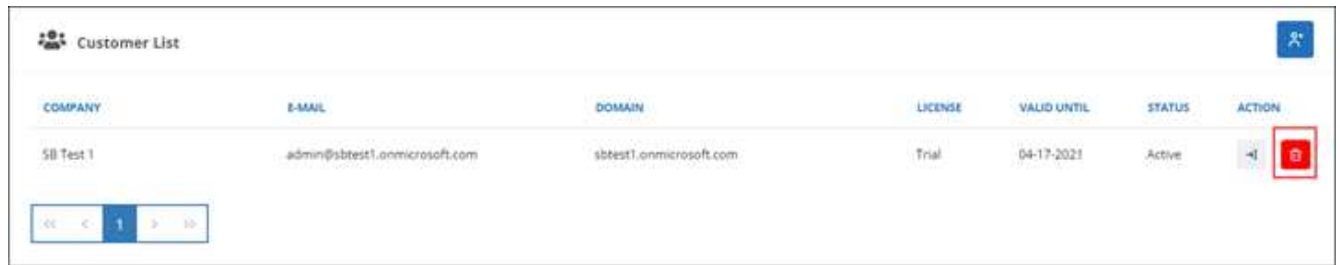 Customer List
COMPANY E-MAIL DOMAIN LICENSE VALID UNTIL STATUS ACTION
SB Test 1 admin@sbtest1.onmicrosoft.com sbtest1.onmicrosoft.com Trial 04-17-2021 Active
<< < 1 > >>